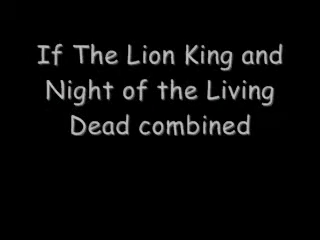 If The Lion King and
Night of the Living
Dead combined